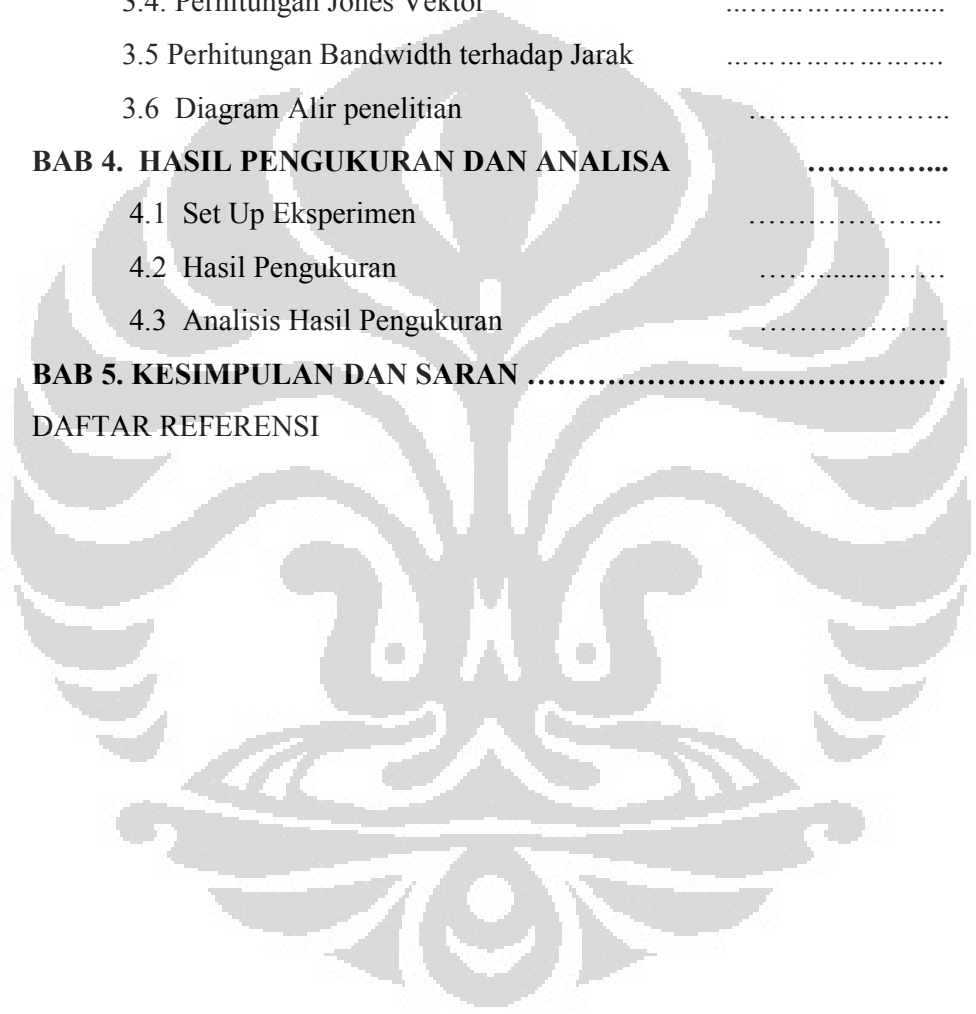 3.4. Perhitungan Jones Vektor ...…………….......
3.5 Perhitungan Bandwidth terhadap Jarak …………………….
3.6 Diagram Alir penelitian ………..………..
BAB 4. HASIL PENGUKURAN DAN ANALISA …………....
4.1 Set Up Eksperimen ………………..
4.2 Hasil Pengukuran ……........……
4.3 Analisis Hasil Pengukuran ……………….
BAB 5. KESIMPULAN DAN SARAN ………………………………….
DAFTAR REFERENSI